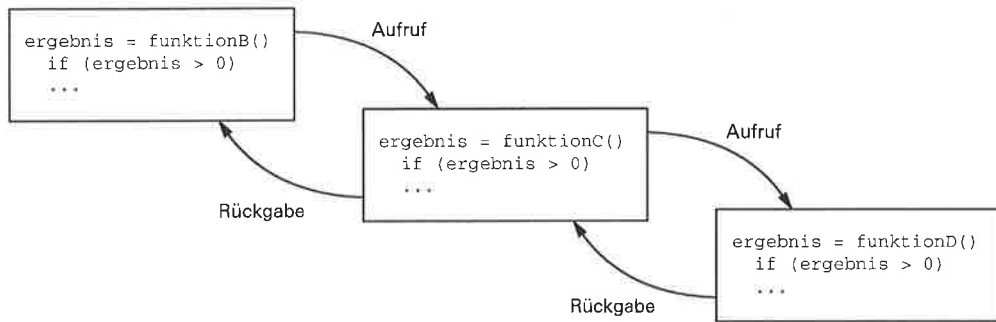 ergebnis = funktionB()
if (ergebnis > 0)
...
Aufruf
ergebnis = funktionC()
if (ergebnis > 0)
...
Rückgabe
Aufruf
ergebnis = funktionD()
if (ergebnis > 0)
...
Rückgabe